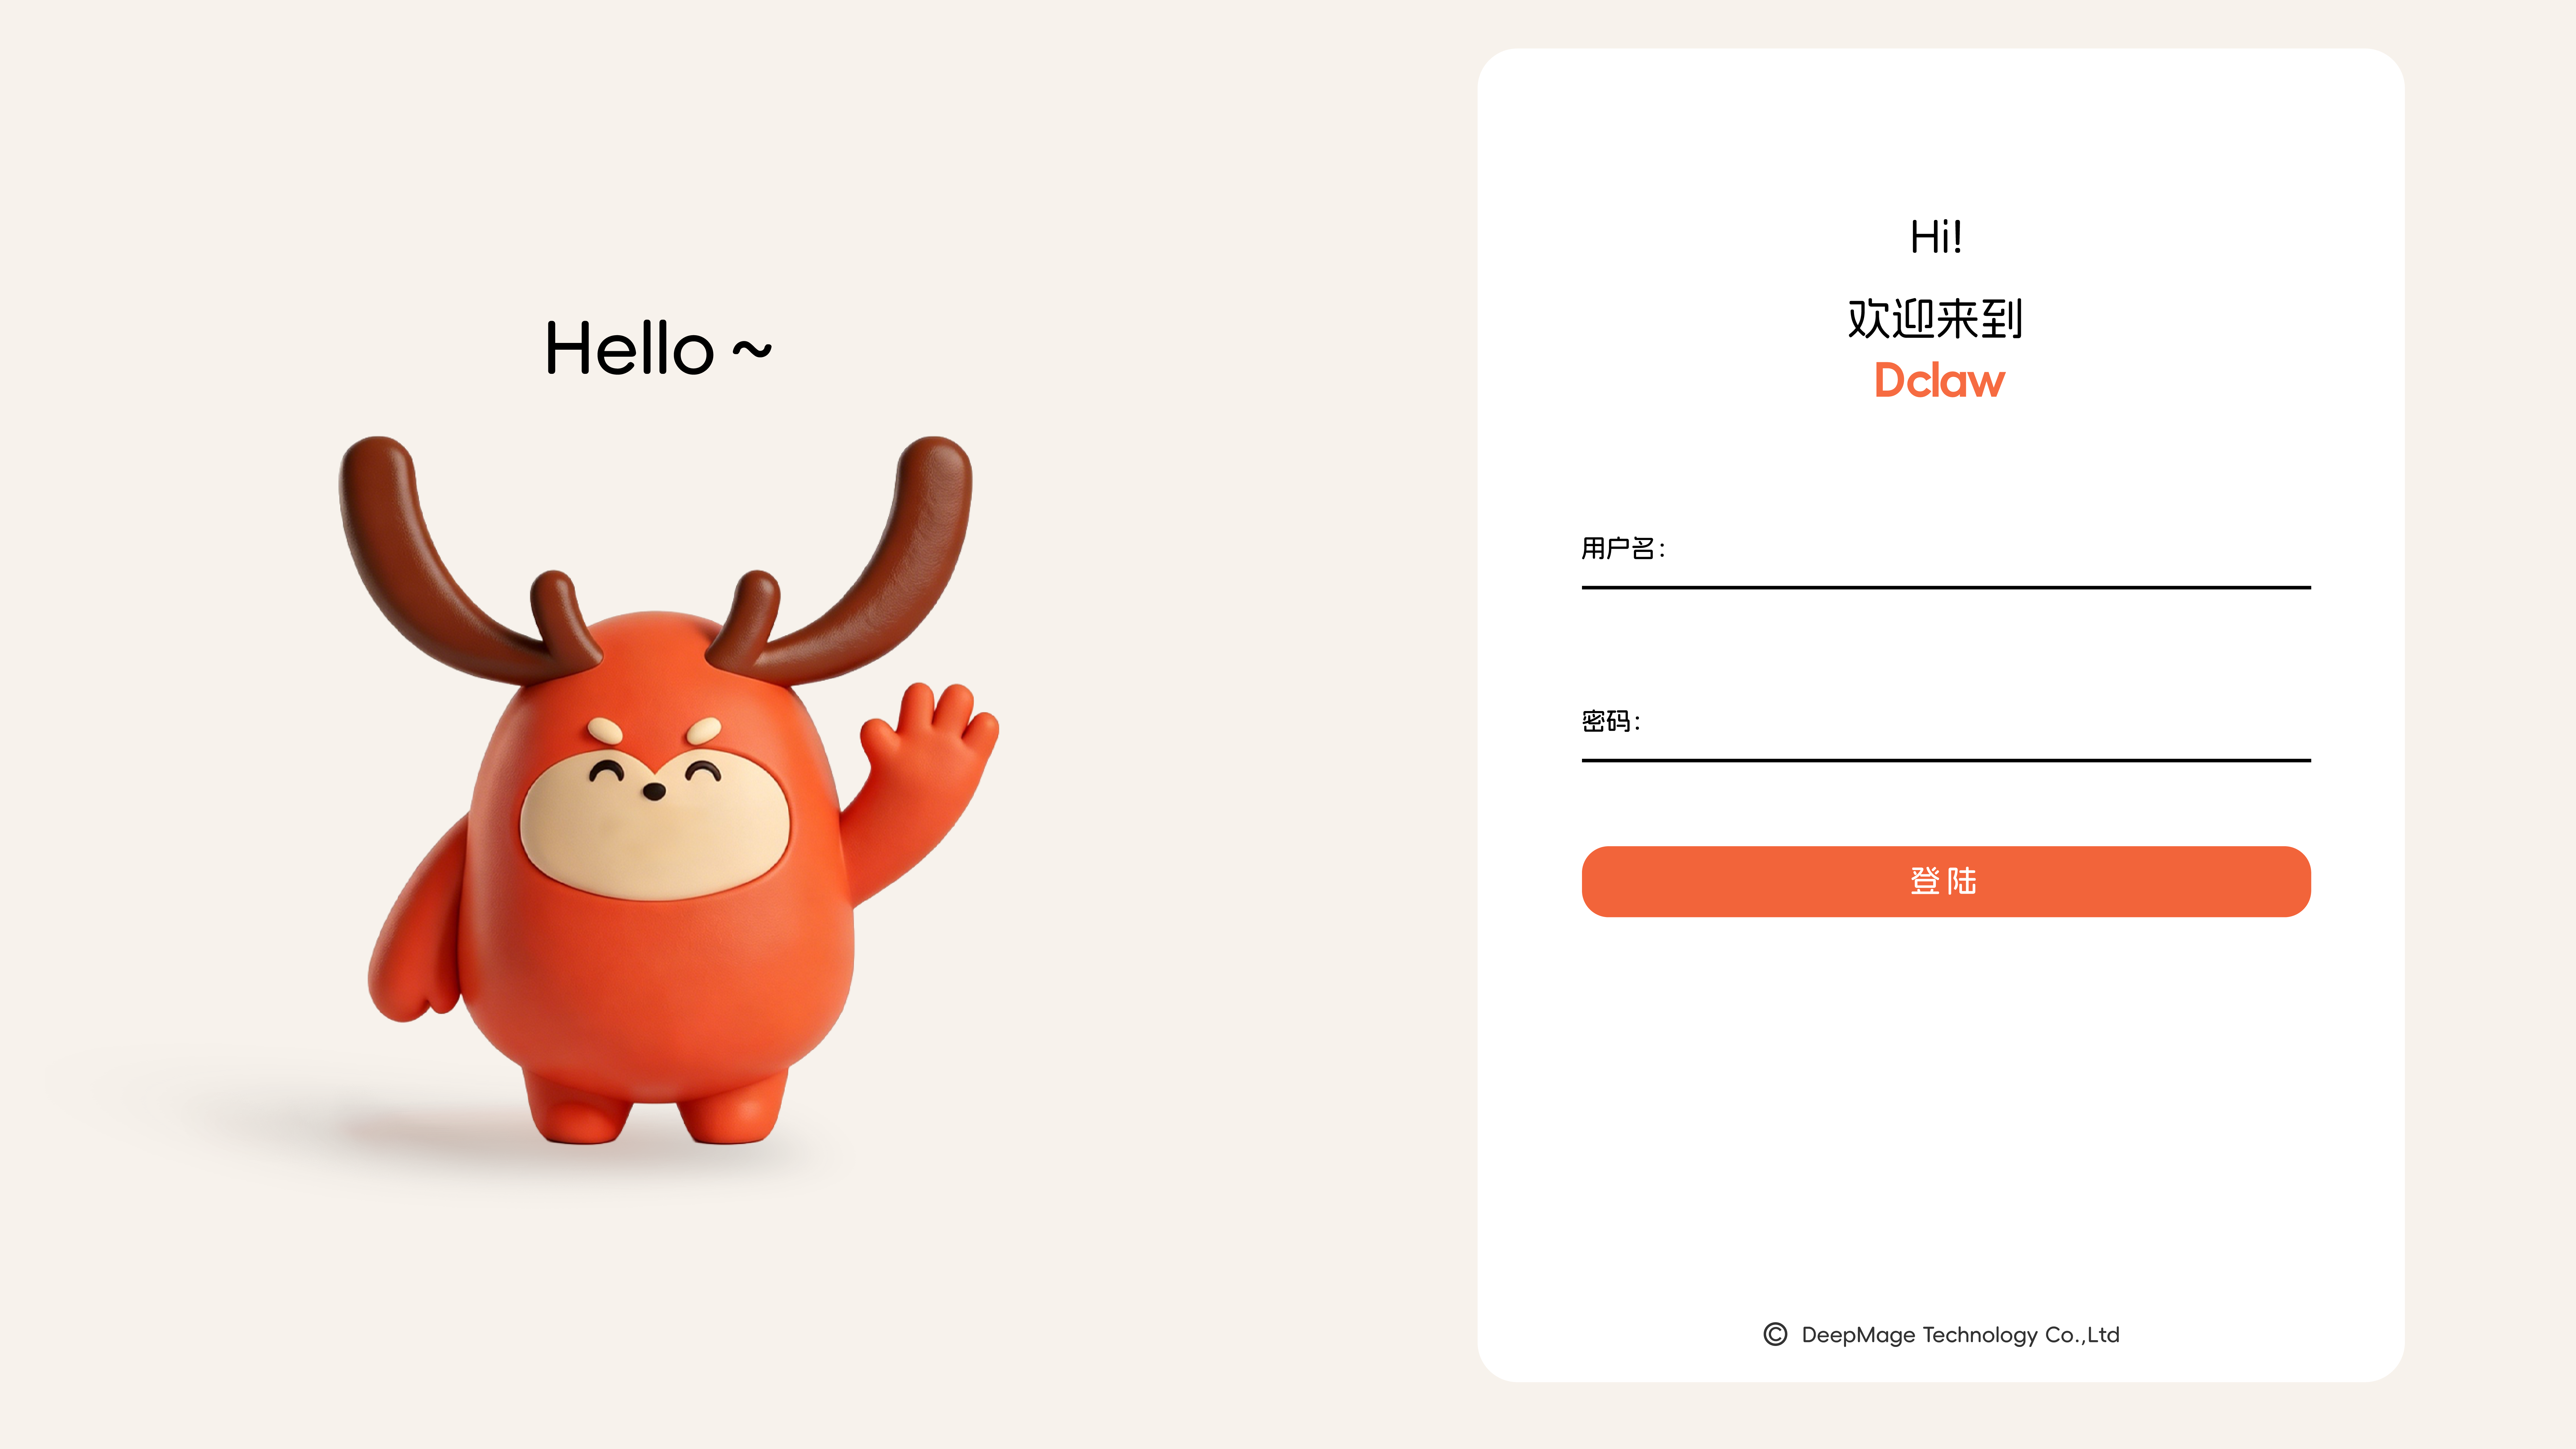 Hello ~
Hi!
欢迎来到
Dclaw
用户名:
密码:
登陆
© DeepMage Technology Co.,Ltd